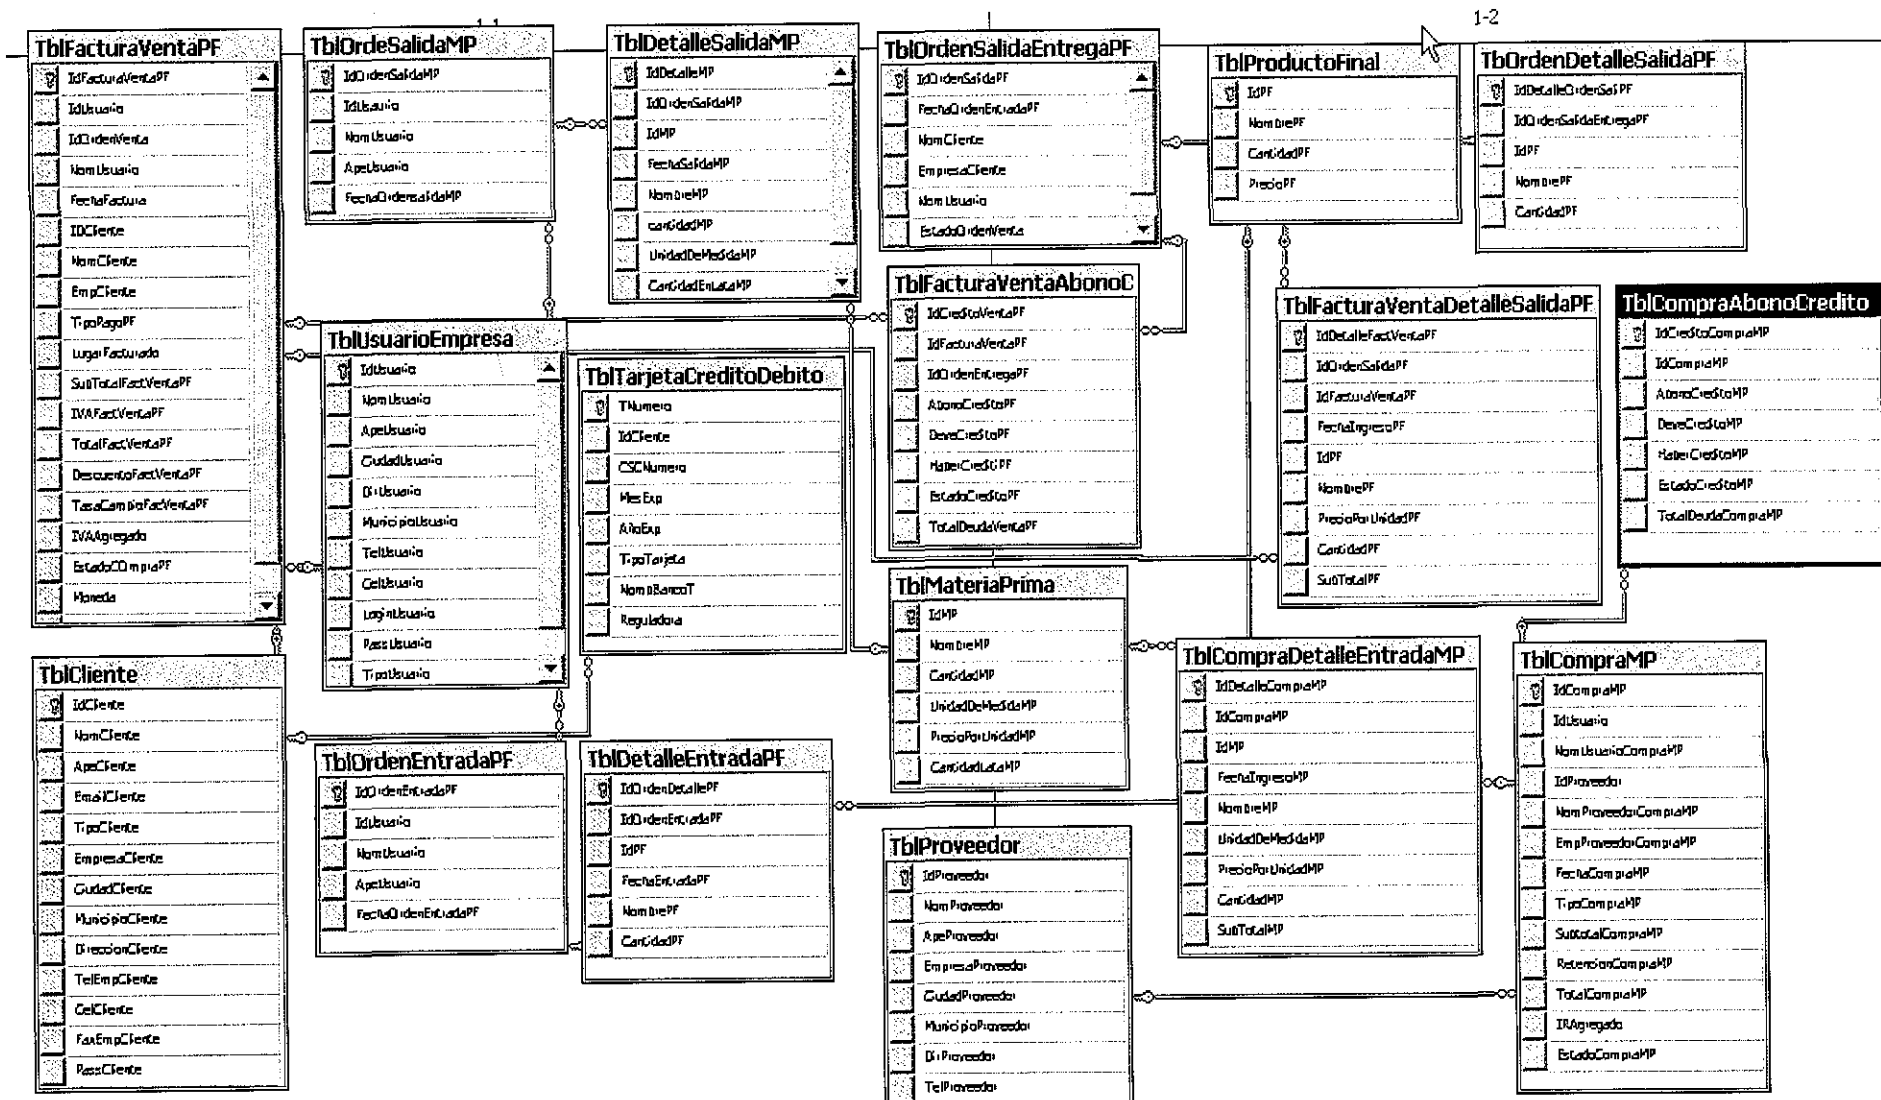 1-1
1-2
TblFacturaVentaPF
IdFacturaVentaPF
IdUsuario
IdOrdenVenta
NomUsuario
FechaFactura
IDCliente
NomCliente
EmpCliente
TipoPagoPF
LugarFacturado
SubTotalFactVentaPF
IVAFactVentaPF
TotalFactVentaPF
DescuentoFactVentaPF
TasaCambioFacVentaPF
IVAAgregado
EstadoCOmpraPF
Moneda
TblOrdeSalidaMP
IdOrdenSalidaMP
IdUsuario
NomUsuario
ApeUsuario
FechaOrdensalidaMP
TblDetalleSalidaMP
IdDetalleMP
IdOrdenSalidaMP
IdMP
FechaSalidaMP
NombreMP
cantidadMP
UnidadDeMedidaMP
CantidadEnLataMP
TblOrdenSalidaEntregaPF
IdOrdenSalidaPF
FechaOrdenEntradaPF
NomCliente
EmpresaCliente
NomUsuario
EstadoOrdenVenta
TblProductoFinal
IdPF
NombrePF
CantidadPF
PrecioPF
TbOrdenDetalleSalidaPF
IdDetalleOrdenSalPF
IdOrdenSalidaEntregaPF
IdPF
NombrePF
CantidadPF
TblUsuarioEmpresa
IdUsuario
NomUsuario
ApeUsuario
CiudadUsuario
DirUsuario
MunicipioUsuario
TelUsuario
CelUsuario
LoginUsuario
PassUsuario
TipoUsuario
TblTarjetaCreditoDebito
TNumero
IdCliente
CSCNumero
MesExp
AñoExp
TipoTarjeta
NombBancoT
Reguladora
TblFacturaVentaAbonoC
IdCreditoVentaPF
IdFacturaVentaPF
IdOrdenEntregaPF
AbonoCreditoPF
DeveCreditoPF
HaberCreditiPF
EstadoCreditoPF
TotalDeudaVentaPF
TblFacturaVentaDetalleSalidaPF
IdDetalleFactVentaPF
IdOrdenSalidaPF
IdFacturaVentaPF
FechaIngresoPF
IdPF
NombrePF
PrecioPorUnidadPF
CantidadPF
SubTotalPF
TblCompraAbonoCredito
IdCreditoCompraMP
IdCompraMP
AbonoCreditoMP
DeveCreditoMP
HaberCreditoMP
EstadoCreditoMP
TotalDeudaCompraMP
TblCliente
IdCliente
NomCliente
ApeCliente
EmailCliente
TipoCliente
EmpresaCliente
CiudadCliente
MunicipioCliente
DireccionCliente
TelEmpCliente
CelCliente
FaxEmpCliente
PassCliente
TblOrdenEntradaPF
IdOrdenEntradaPF
IdUsuario
NomUsuario
ApeUsuario
FechaOrdenEntradaPF
TblDetalleEntradaPF
IdOrdenDetallePF
IdOrdenEntradaPF
IdPF
FechaEntradaPF
NombrePF
CantidadPF
TblMateriaPrima
IdMP
NombreMP
CantidadMP
UnidadDeMedidaMP
PrecioPorUnidadMP
CantidadLataMP
TblProveedor
IdProveedor
NomProveedor
ApeProveedor
EmpresaProveedor
CiudadProveedor
MunicipioProveedor
DirProveedor
TelProveedor
TblCompraDetalleEntradaMP
IdDetalleCompraMP
IdCompraMP
IdMP
FechaIngresoMP
NombreMP
UnidadDeMedidaMP
PrecioPorUnidadMP
CantidadMP
SubTotalMP
TblCompraMP
IdCompraMP
IdUsuario
NomUsuarioCompraMP
IdProveedor
NomProveedorCompraMP
EmpProveedorCompraMP
FechaCompraMP
TipoCompraMP
SubtotalCompraMP
RetencionCompraMP
TotalCompraMP
IRAgregado
EstadoCompraMP